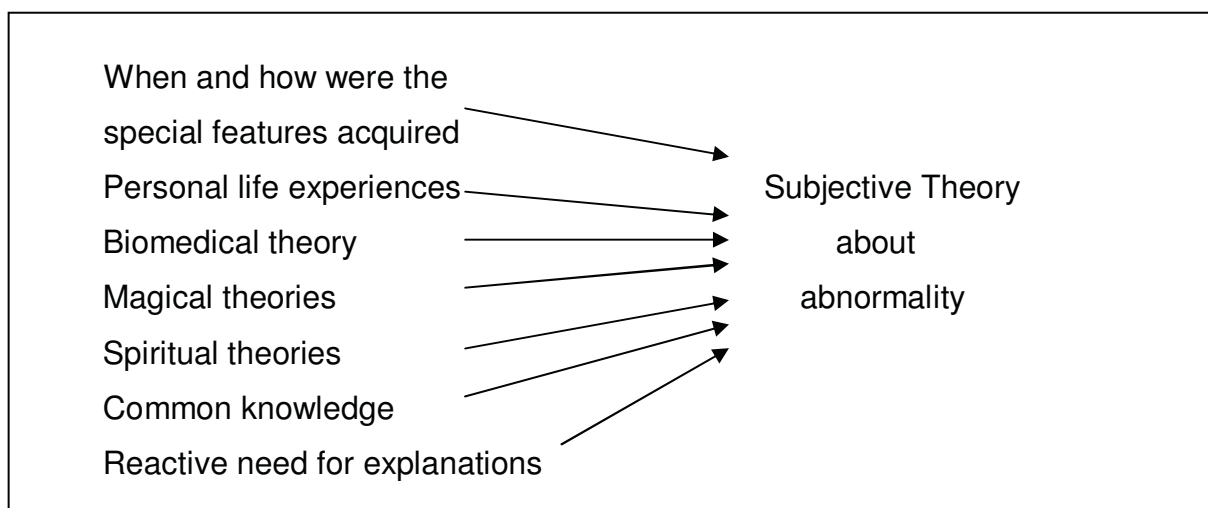 When and how were the
special features acquired
Personal life experiences
Biomedical theory
Magical theories
Spiritual theories
Common knowledge
Reactive need for explanations
Subjective Theory
about
abnormality